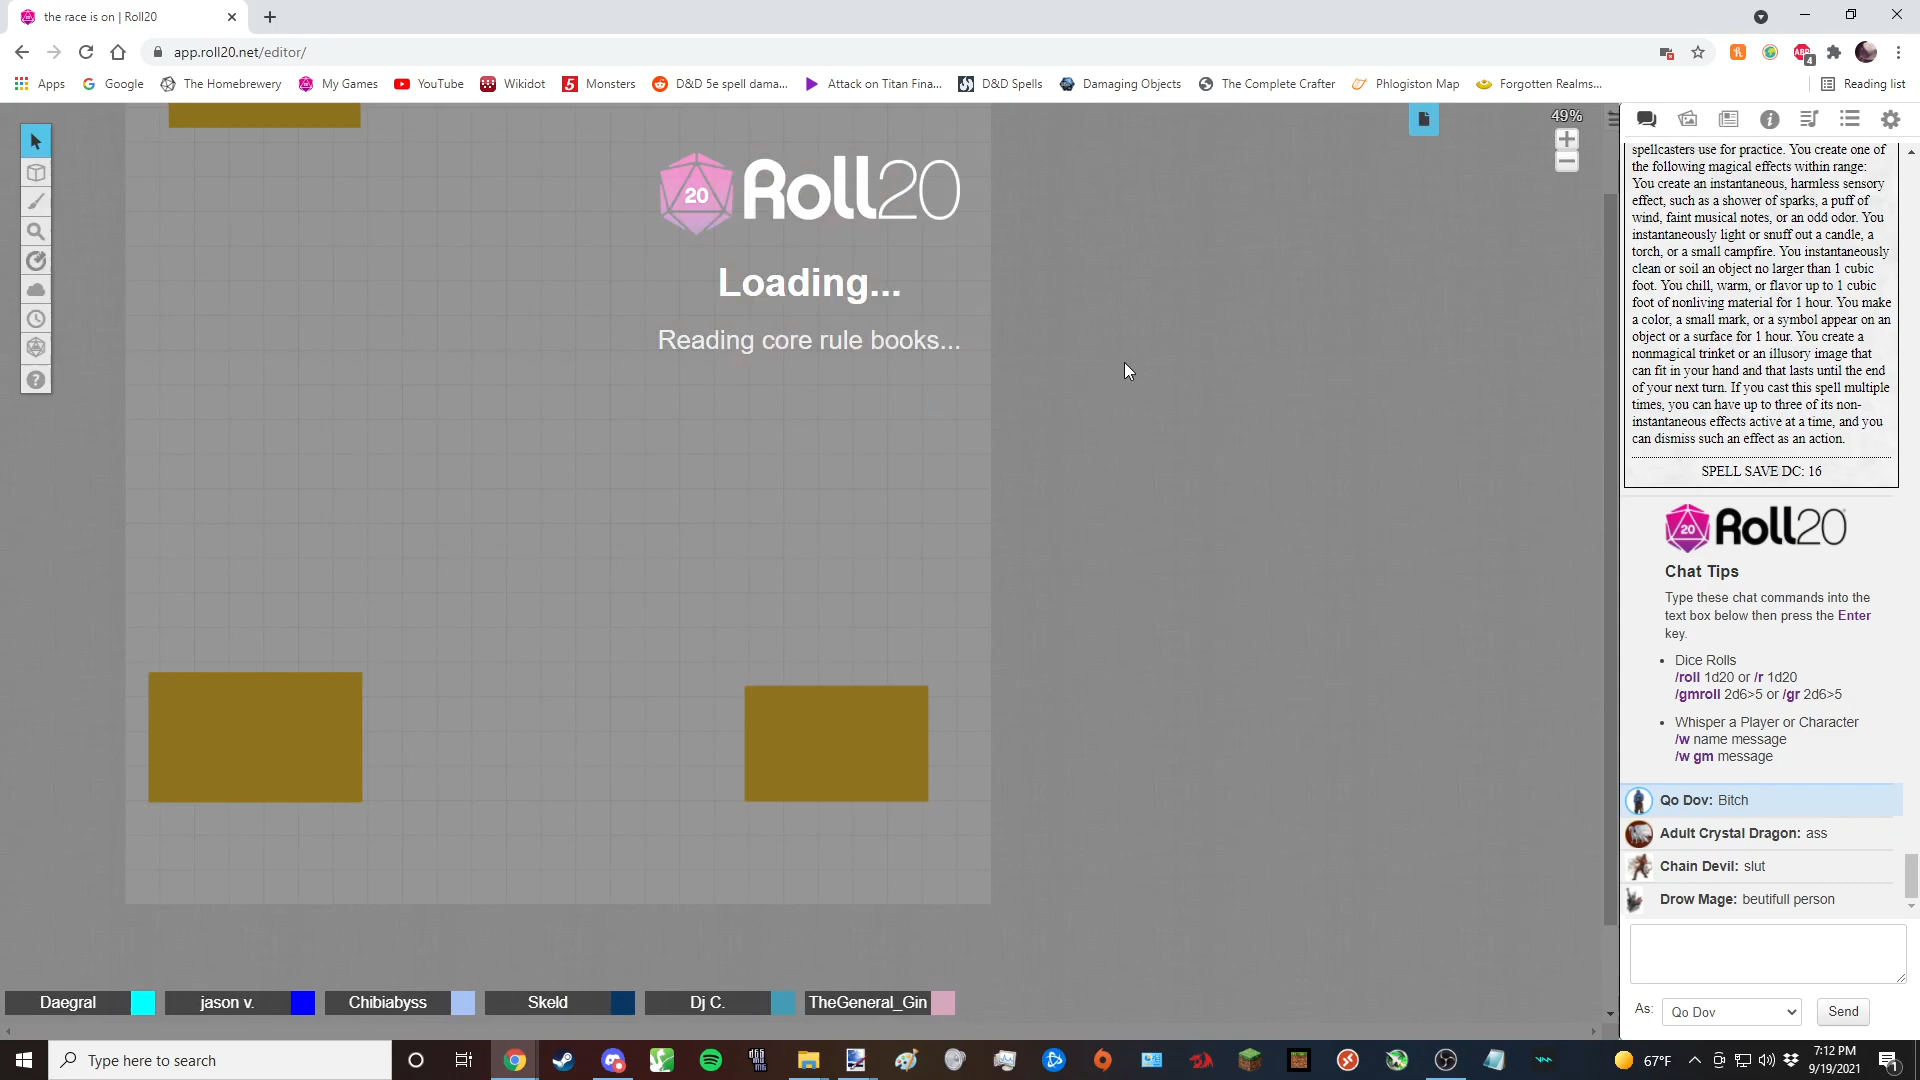 the race is on | Roll20
app.roll20.net/editor/
4
Apps
Google
The Homebrewery
My Games
YouTube
Wikidot
5
Monsters
D&D 5e spell dama...
Attack on Titan Fina...
D&D Spells
Damaging Objects
The Complete Crafter
Phlogiston Map
Forgotten Realms...
Reading list
49%
20 Roll20
Loading...
Reading core rule books...
spellcasters use for practice. You create one of
the following magical effects within range:
You create an instantaneous, harmless sensory
effect, such as a shower of sparks, a puff of
wind, faint musical notes, or an odd odor. You
instantaneously light or snuff out a candle, a
torch, or a small campfire. You instantaneously
clean or soil an object no larger than 1 cubic
foot. You chill, warm, or flavor up to 1 cubic
foot of nonliving material for 1 hour. You make
a color, a small mark, or a symbol appear on an
object or a surface for 1 hour. You create a
nonmagical trinket or an illusory image that
can fit in your hand and that lasts until the end
of your next turn. If you cast this spell multiple
times, you can have up to three of its non-
instantaneous effects active at a time, and you
can dismiss such an effect as an action.
SPELL SAVE DC: 16
20 Roll20
Chat Tips
Type these chat commands into the
text box below then press the Enter
key.
• Dice Rolls
/roll 1d20 or /r 1d20
/gmroll 2d6>5 or /gr 2d6>5
• Whisper a Player or Character
/w name message
/w gm message
Qo Dov: Bitch
Adult Crystal Dragon: ass
Chain Devil: slut
Drow Mage: beutifull person
As:
Qo Dov
Send
Daegral
jason v.
Chibiabyss
Skeld
Dj C.
TheGeneral_Gin
Type here to search
67°F
7:12 PM
9/19/2021
1